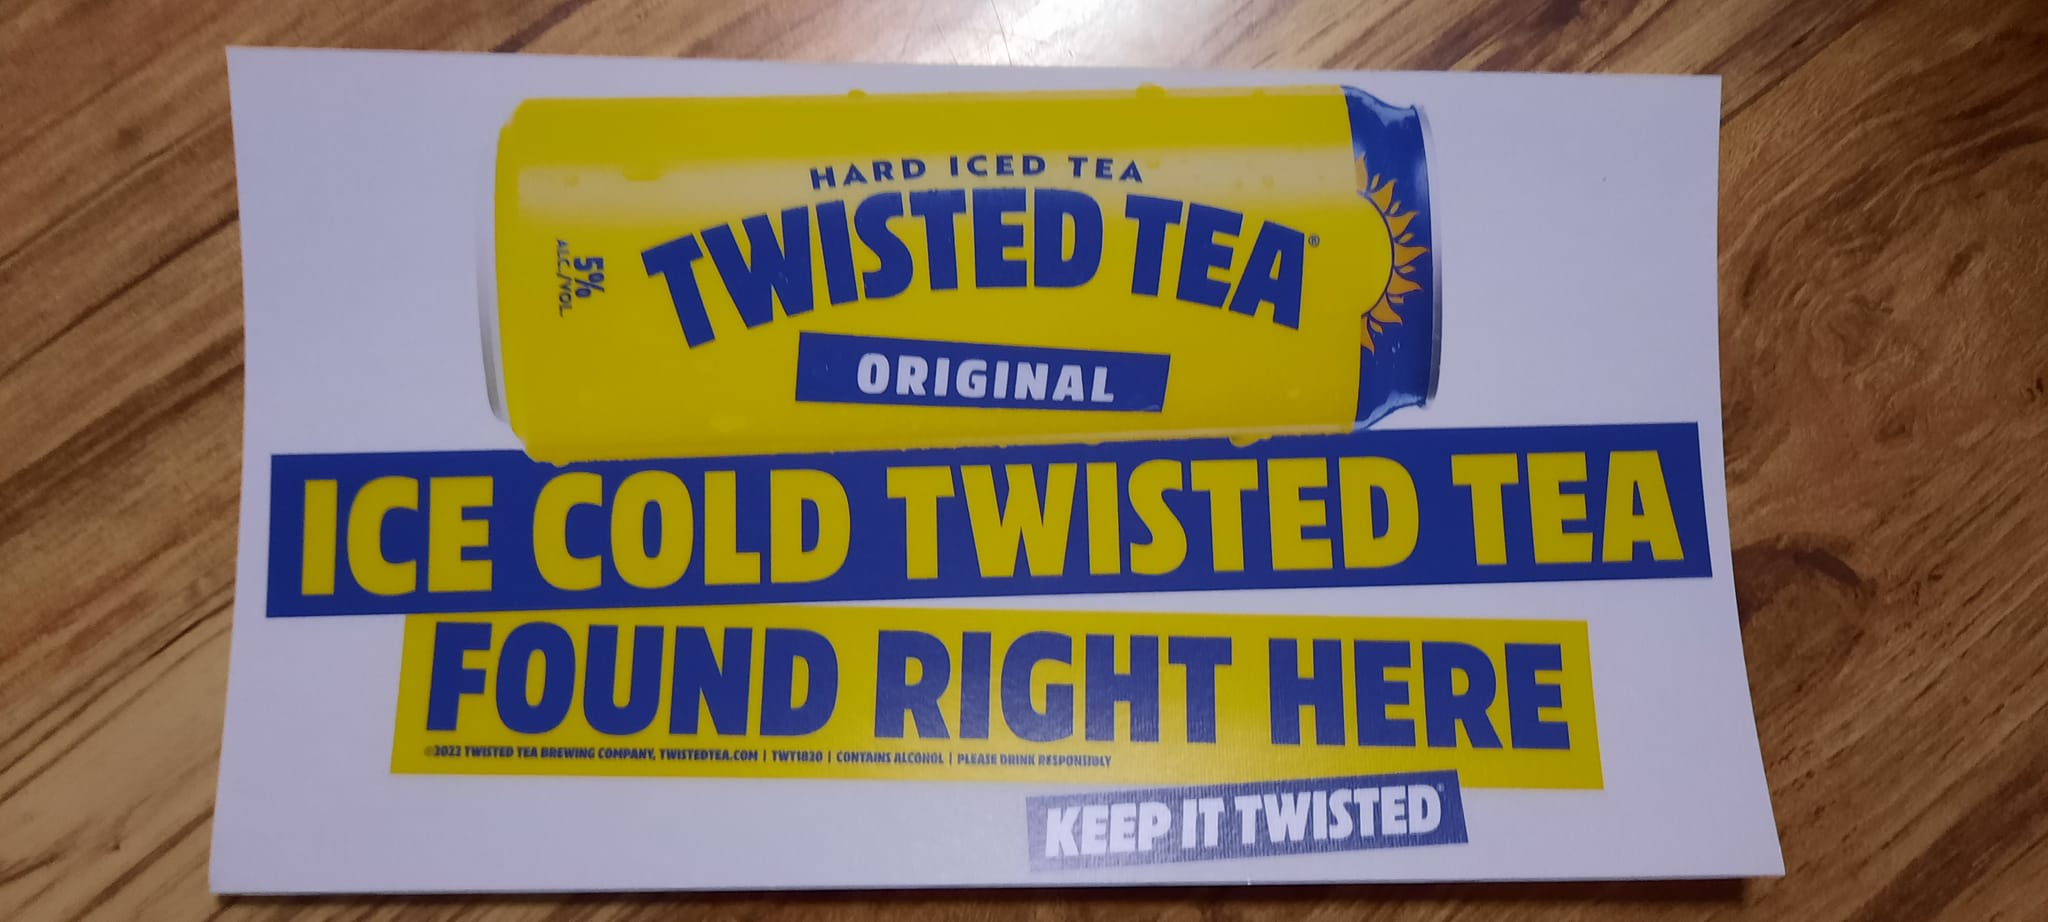 HARD ICED TEA
TWISTED TEA®
5%
ALC./VOL.
ORIGINAL
ICE COLD TWISTED TEA
FOUND RIGHT HERE
©2022 TWISTED TEA BREWING COMPANY, TWISTEDTEA.COM | TWT1820 | CONTAINS ALCOHOL | PLEASE DRINK RESPONSIBLY
KEEP IT TWISTED®